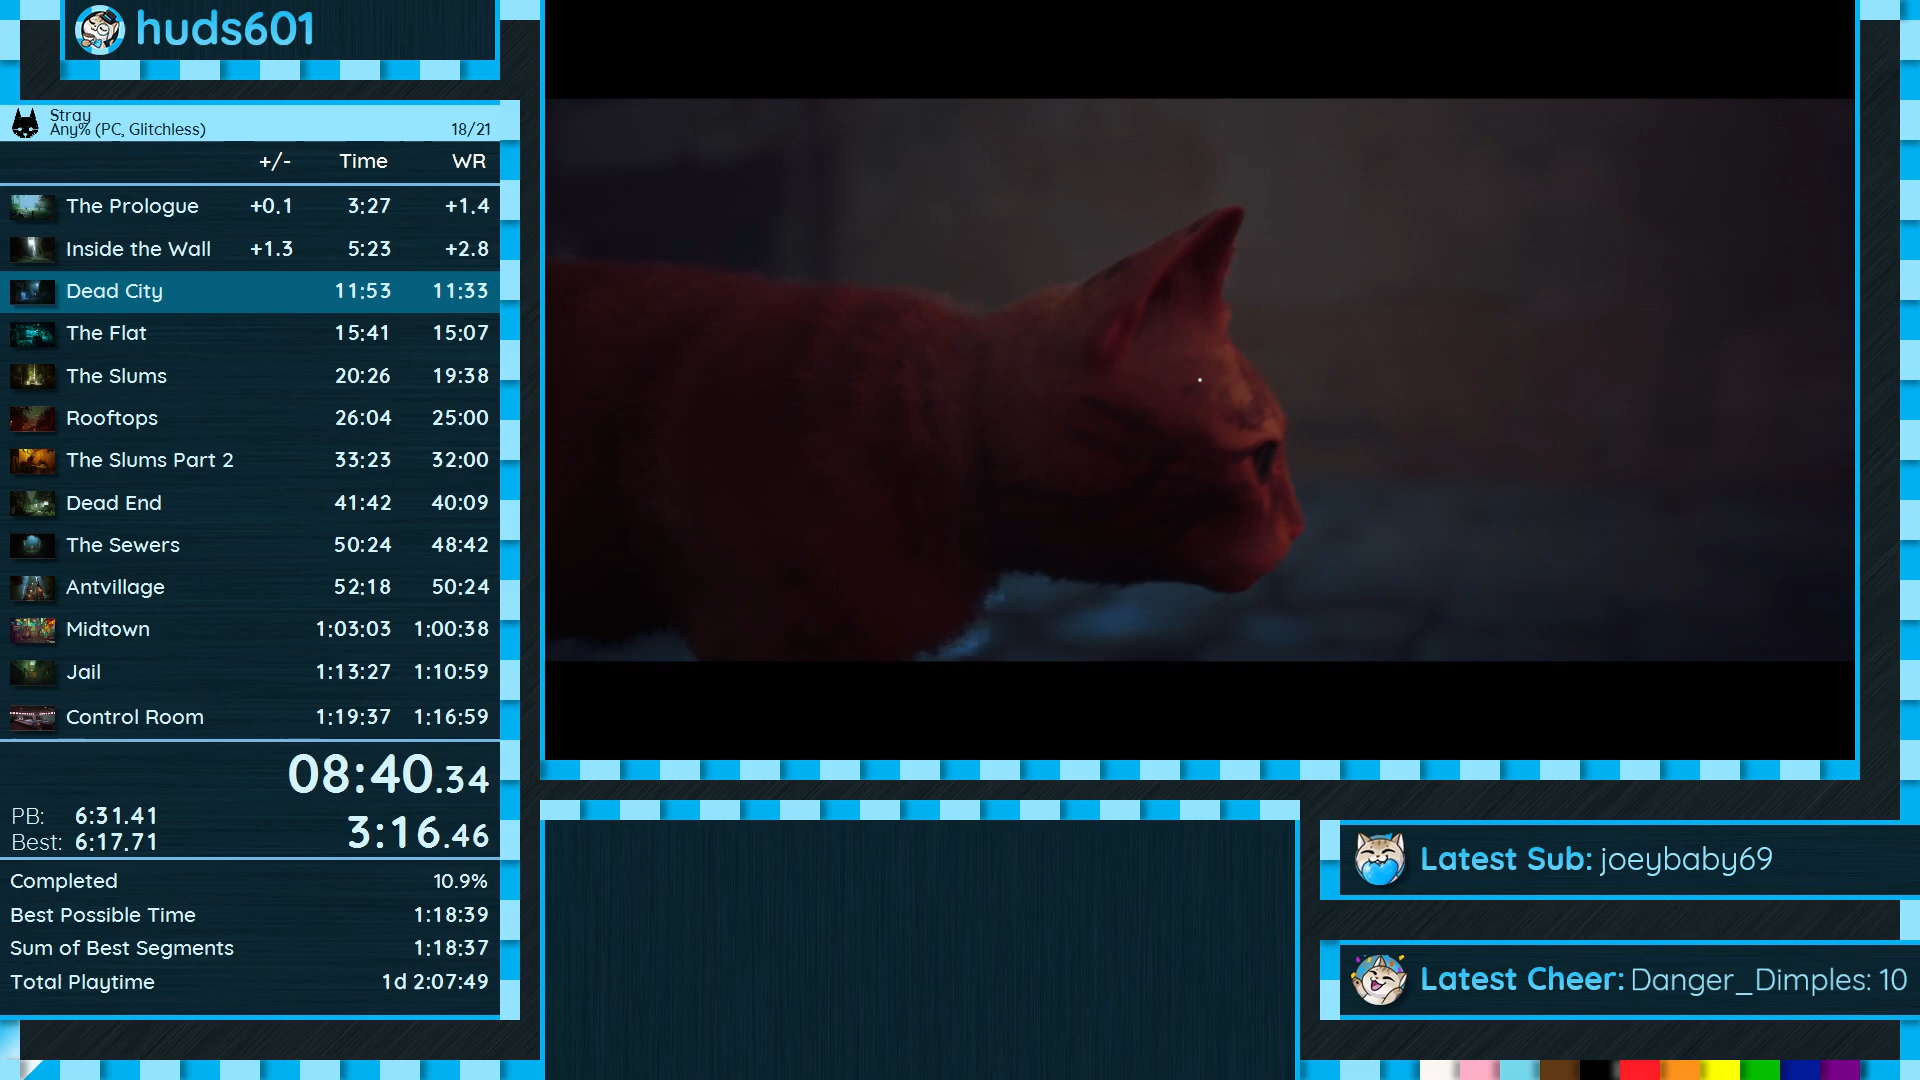 huds601
Stray
Any% (PC, Glitchless) 18/21
+/- Time WR
The Prologue +0.1 3:27 +1.4
Inside the Wall +1.3 5:23 +2.8
Dead City 11:53 11:33
The Flat 15:41 15:07
The Slums 20:26 19:38
Rooftops 26:04 25:00
The Slums Part 2 33:23 32:00
Dead End 41:42 40:09
The Sewers 50:24 48:42
Antvillage 52:18 50:24
Midtown 1:03:03 1:00:38
Jail 1:13:27 1:10:59
Control Room 1:19:37 1:16:59
08:40.34
PB: 6:31.41
Best: 6:17.71
3:16.46
Completed 10.9%
Best Possible Time 1:18:39
Sum of Best Segments 1:18:37
Total Playtime 1d 2:07:49
Latest Sub: joeybaby69
Latest Cheer: Danger_Dimples: 10